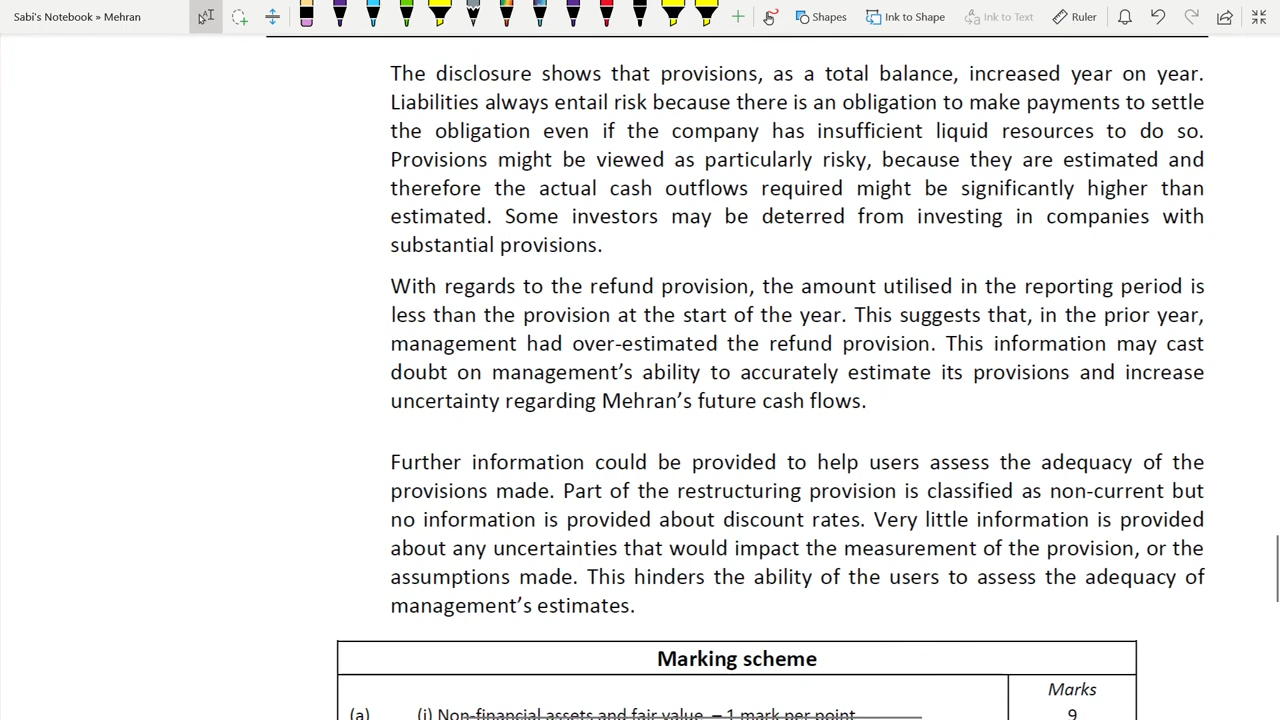 Sabi's Notebook » Mehran
Shapes
Ink to Shape
Ink to Text
Ruler
The disclosure shows that provisions, as a total balance, increased year on year.
Liabilities always entail risk because there is an obligation to make payments to settle
the obligation even if the company has insufficient liquid resources to do so.
Provisions might be viewed as particularly risky, because they are estimated and
therefore the actual cash outflows required might be significantly higher than
estimated. Some investors may be deterred from investing in companies with
substantial provisions.
With regards to the refund provision, the amount utilised in the reporting period is
less than the provision at the start of the year. This suggests that, in the prior year,
management had over-estimated the refund provision. This information may cast
doubt on management's ability to accurately estimate its provisions and increase
uncertainty regarding Mehran's future cash flows.
Further information could be provided to help users assess the adequacy of the
provisions made. Part of the restructuring provision is classified as non-current but
no information is provided about discount rates. Very little information is provided
about any uncertainties that would impact the measurement of the provision, or the
assumptions made. This hinders the ability of the users to assess the adequacy of
management's estimates.
Marking scheme
Marks
(a) (i) Non-financial assets and fair value – 1 mark per point 9